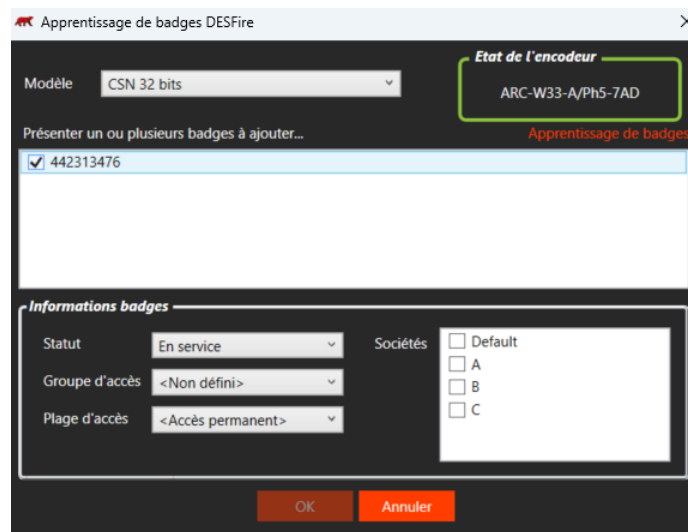 Apprentissage de badges DESFire
Etat de l'encodeur
Modèle CSN 32 bits
ARC-W33-A/Ph5-7AD
Présenter un ou plusieurs badges à ajouter... Apprentissage de badges
442313476
Informations badges
Statut En service Sociétés Default
A
Groupe d'accès <Non défini>
B
C
Plage d'accès <Accès permanent>
OK Annuler